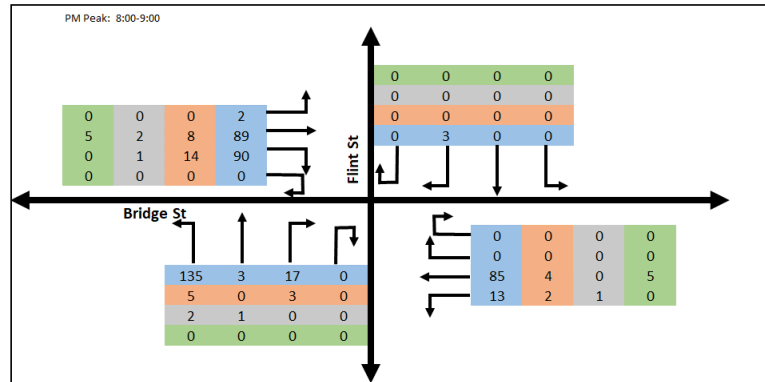 PM Peak: 8:00-9:00
0 0 0 0
0 0 0 0
0 0 0 0
0 3 0 0
Flint St
0 0 0 2
5 2 8 89
0 1 14 90
0 0 0 0
Bridge St
0 0 0 0
0 0 0 0
85 4 0 5
13 2 1 0
135 3 17 0
5 0 3 0
2 1 0 0
0 0 0 0